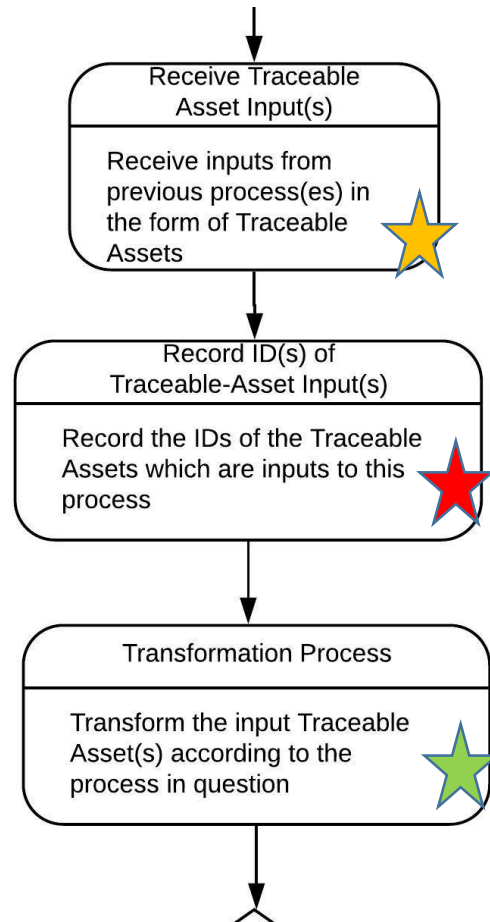 Receive Traceable
Asset Input(s)
Receive inputs from
previous process(es) in
the form of Traceable
Assets
Record ID(s) of
Traceable-Asset Input(s)
Record the IDs of the Traceable
Assets which are inputs to this
process
Transformation Process
Transform the input Traceable
Asset(s) according to the
process in question